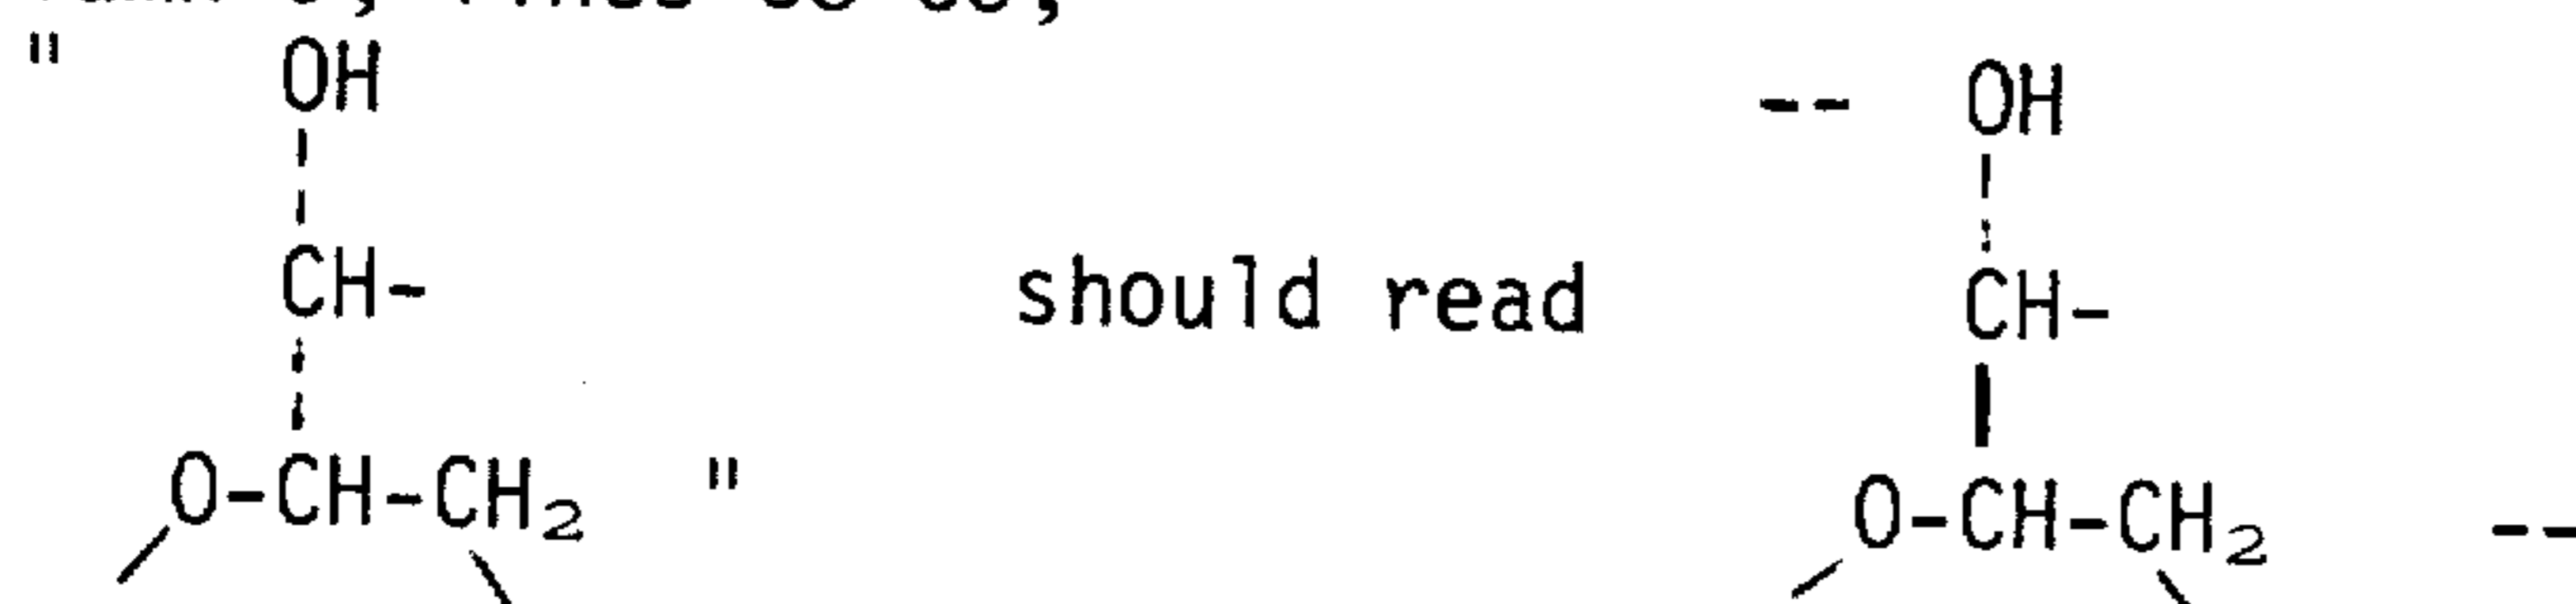 " OH -- OH
CH- should read CH-
O-CH-CH₂ " O-CH-CH₂ --